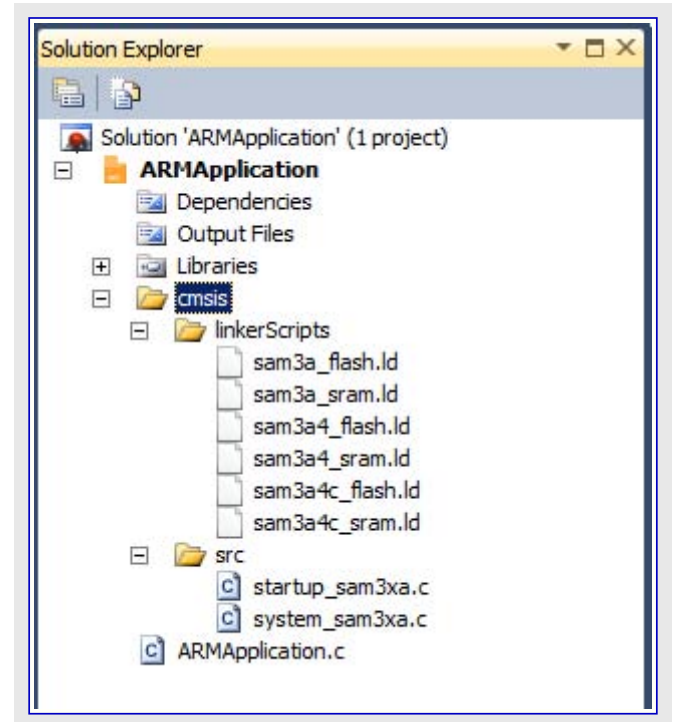 Solution Explorer
Solution 'ARMApplication' (1 project)
ARMApplication
Dependencies
Output Files
Libraries
cmsis
linkerScripts
sam3a_flash.ld
sam3a_sram.ld
sam3a4_flash.ld
sam3a4_sram.ld
sam3a4c_flash.ld
sam3a4c_sram.ld
src
startup_sam3xa.c
system_sam3xa.c
ARMApplication.c